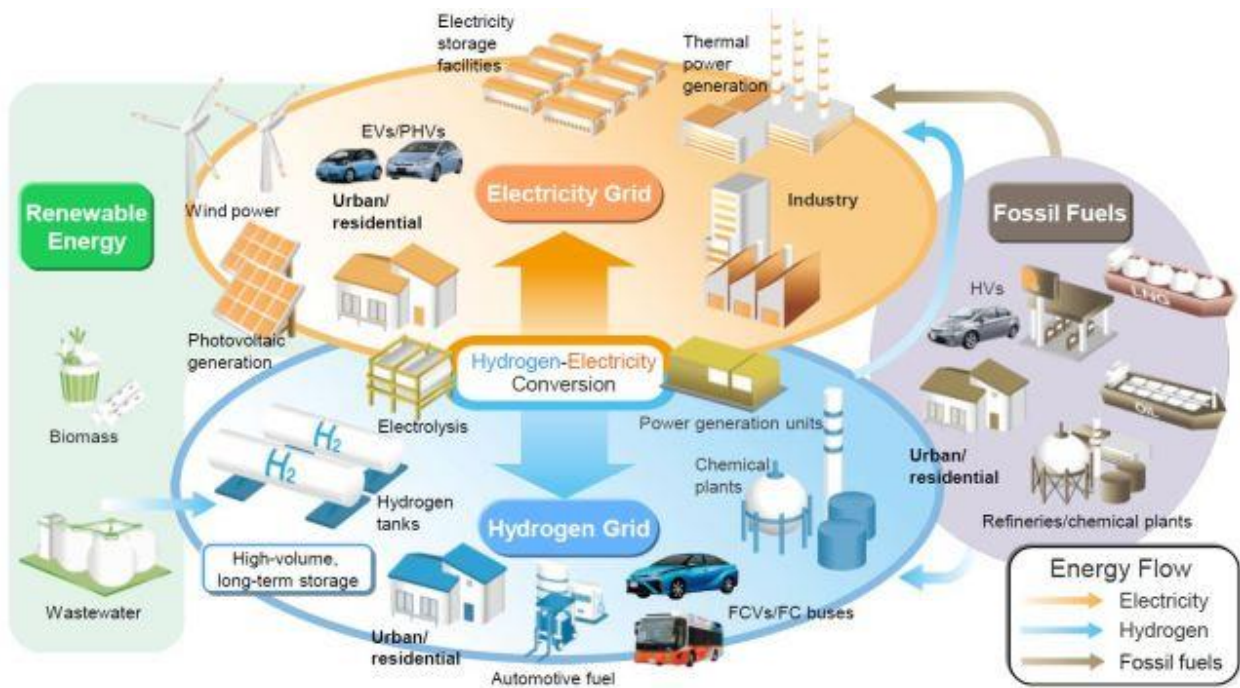 Electricity
storage
facilities
Thermal
power
generation
EVs/PHVs
Urban/
residential
Electricity Grid
Industry
Wind power
Renewable
Energy
Photovoltaic
generation
Biomass
Wastewater
Fossil Fuels
HVs
LNG
OIL
Urban/
residential
Refineries/chemical plants
Hydrogen-Electricity
Conversion
Electrolysis
Power generation units
H2
H2
Hydrogen
tanks
Chemical
plants
Hydrogen Grid
High-volume,
long-term storage
Urban/
residential
Automotive fuel
FCVs/FC buses
Energy Flow
Electricity
Hydrogen
Fossil fuels